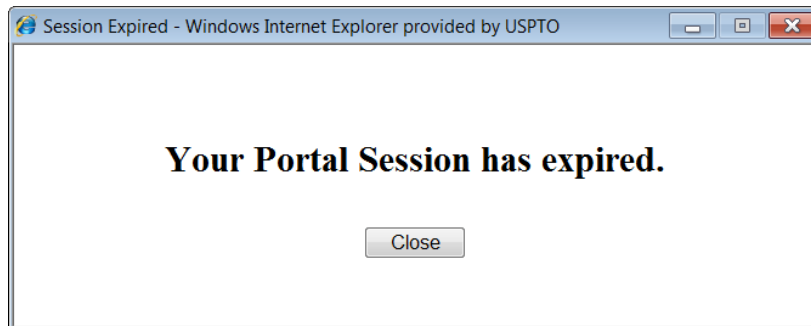 Session Expired - Windows Internet Explorer provided by USPTO
Your Portal Session has expired.
Close